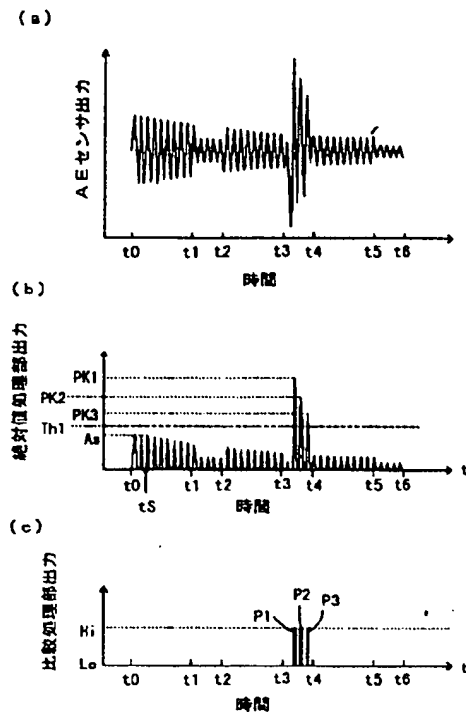 (a)
AEセンサ出力
t0 t1 t2 t3 t4 t5 t6
時間
(b)
絶対値処理部出力
PK1
PK2
PK3
Th1
As
t0 t1 t2 t3 t4 t5 t6 t
tS
時間
(c)
比較処理部出力
P1 P2 P3
Hi
Lo
t0 t1 t2 t3 t4 t5 t6 t
時間